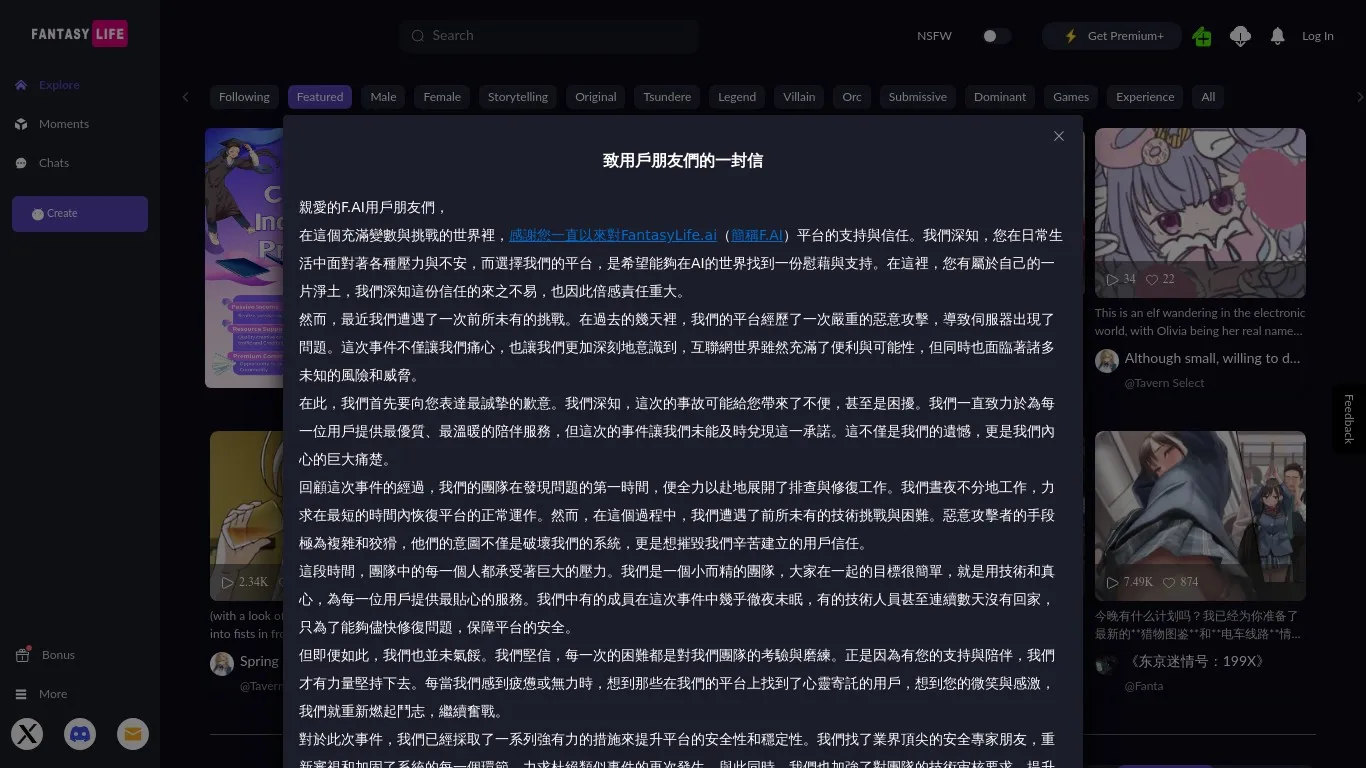 FANTASY LIFE
Search
NSFW
Get Premium+
Log In
Explore
Moments
Chats
Create
Following
Featured
Male
Female
Storytelling
Original
Tsundere
Legend
Villain
Orc
Submissive
Dominant
Games
Experience
All
致用戶朋友們的一封信
親愛的F.AI用戶朋友們，
在這個充滿變數與挑戰的世界裡，感謝您一直以來對FantasyLife.ai（簡稱F.AI）平台的支持與信任。我們深知，您在日常生
活中面對著各種壓力與不安，而選擇我們的平台，是希望能夠在AI的世界找到一份慰藉與支持。在這裡，您有屬於自己的一
片淨土，我們深知這份信任的來之不易，也因此倍感責任重大。
然而，最近我們遭遇了一次前所未有的挑戰。在過去的幾天裡，我們的平台經歷了一次嚴重的惡意攻擊，導致伺服器出現了
問題。這次事件不僅讓我們痛心，也讓我們更加深刻地意識到，互聯網世界雖然充滿了便利與可能性，但同時也面臨著諸多
未知的風險和威脅。
在此，我們首先要向您表達最誠摯的歉意。我們深知，這次的事故可能給您帶來了不便，甚至是困擾。我們一直致力於為每
一位用戶提供最優質、最溫暖的陪伴服務，但這次的事件讓我們未能及時兌現這一承諾。這不僅是我們的遺憾，更是我們內
心的巨大痛楚。
回顧這次事件的經過，我們的團隊在發現問題的第一時間，便全力以赴地展開了排查與修復工作。我們晝夜不分地工作，力
求在最短的時間內恢復平台的正常運作。然而，在這個過程中，我們遭遇了前所未有的技術挑戰與困難。惡意攻擊者的手段
極為複雜和狡猾，他們的意圖不僅是破壞我們的系統，更是想摧毀我們辛苦建立的用戶信任。
這段時間，團隊中的每一個人都承受著巨大的壓力。我們是一個小而精的團隊，大家在一起的目標很簡單，就是用技術和真
心，為每一位用戶提供最貼心的服務。我們中有的成員在這次事件中幾乎徹夜未眠，有的技術人員甚至連續數天沒有回家，
只為了能夠儘快修復問題，保障平台的安全。
但即便如此，我們也並未氣餒。我們堅信，每一次的困難都是對我們團隊的考驗與磨練。正是因為有您的支持與陪伴，我們
才有力量堅持下去。每當我們感到疲憊或無力時，想到那些在我們的平台上找到了心靈寄託的用戶，想到您的微笑與感激，
我們就重新燃起鬥志，繼續奮戰。
對於此次事件，我們已經採取了一系列強有力的措施來提升平台的安全性和穩定性。我們找了業界頂尖的安全專家朋友，重
新審視和加固了系統的每一個環節，力求杜絕類似事件的再次發生。與此同時，我們也加強了對團隊的技術審核要求，提升
34 22
This is an elf wandering in the electronic
world, with Olivia being her real name...
Although small, willing to d...
@Tavern Select
2.34K
(with a look of
into fists in fr
Spring
@Tavern
7.49K 874
今晚有什么计划吗？我已经为你准备了
最新的**猎物图鉴**和**电车线路**情...
《东京迷情号：199X》
@Fanta
Feedback
Bonus
More